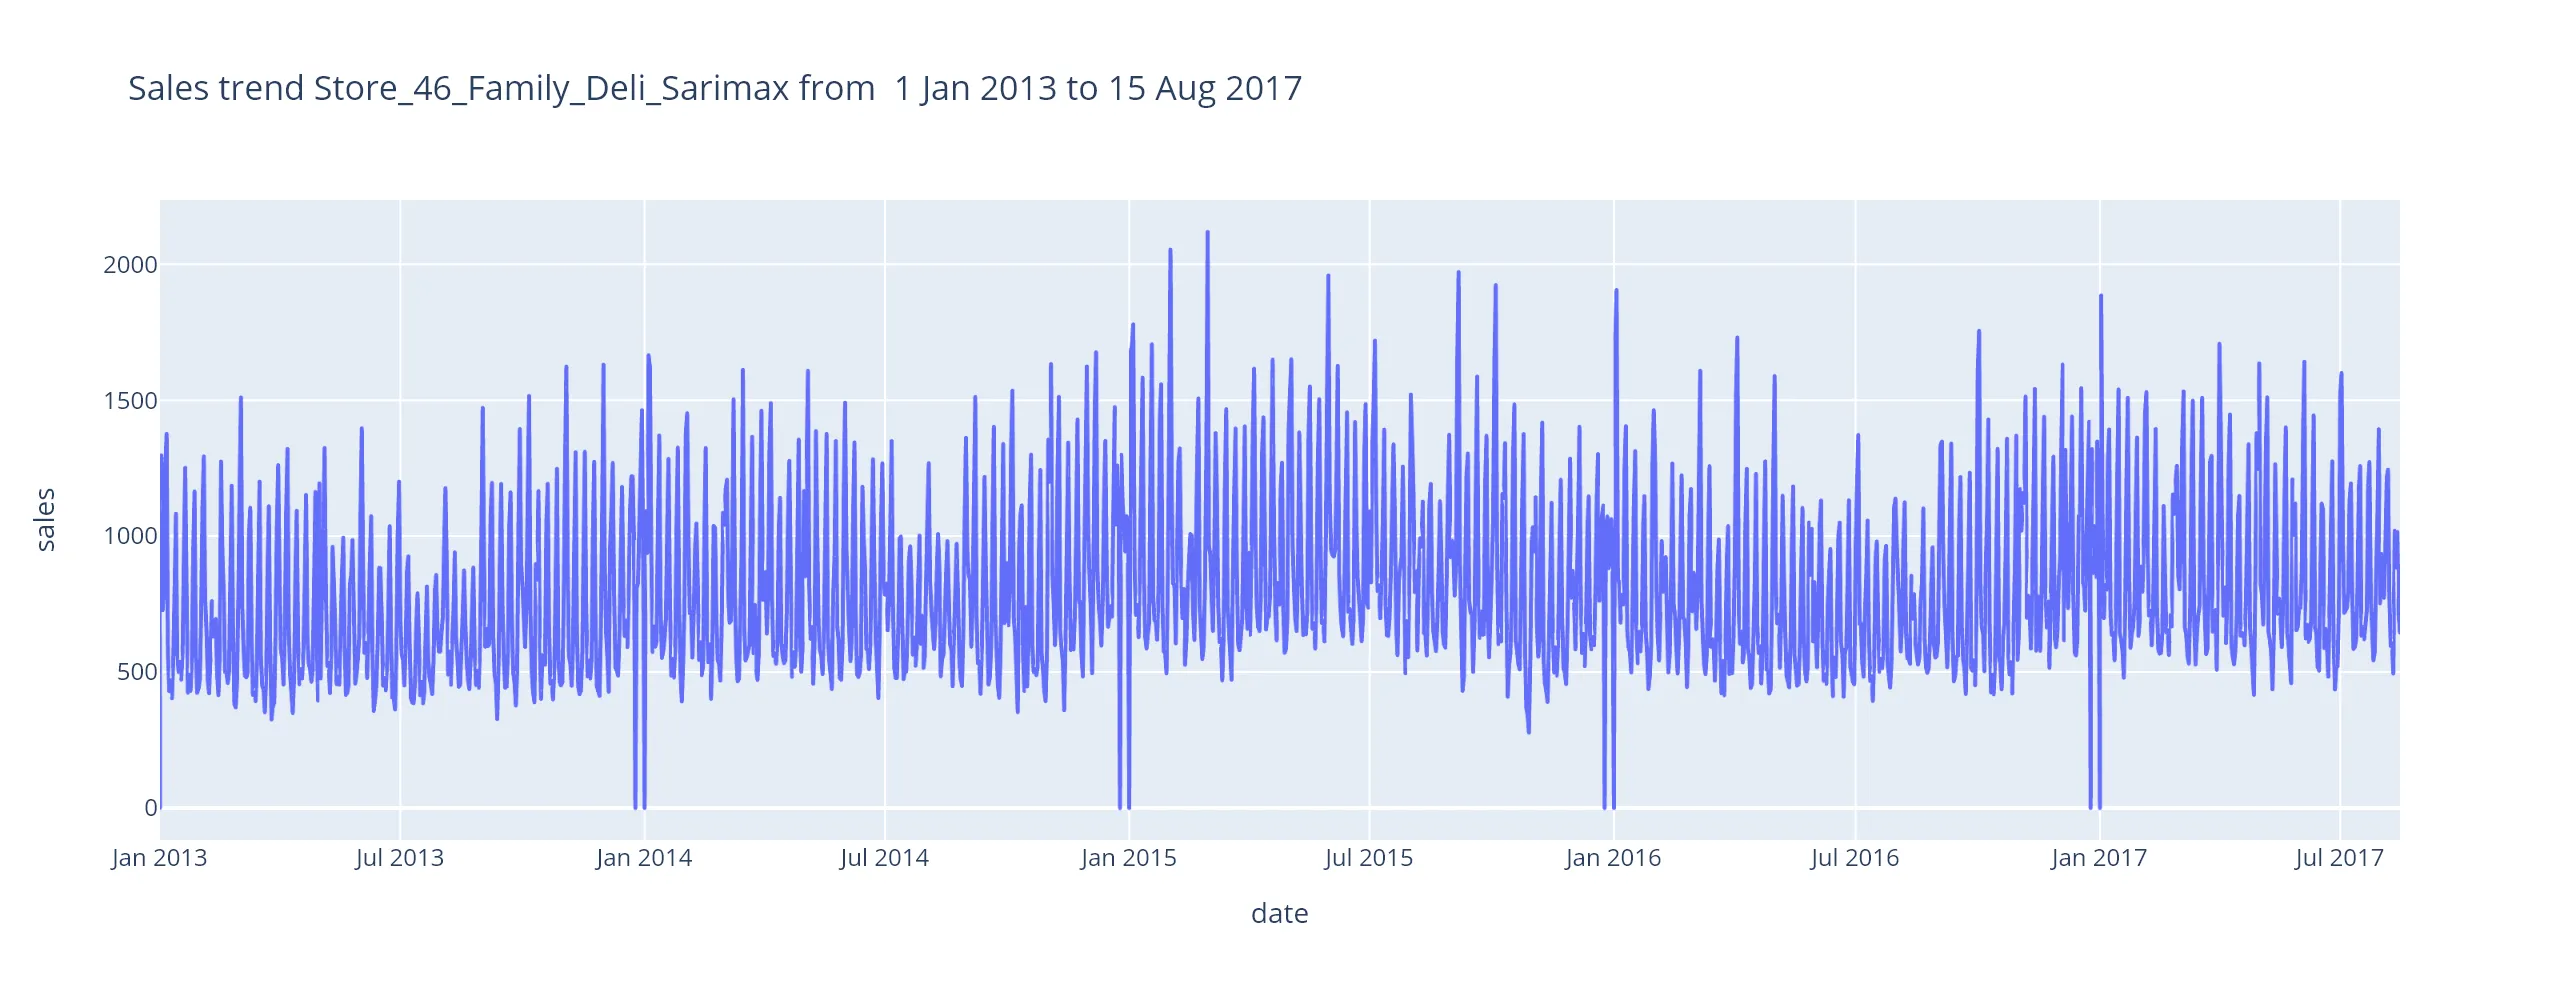 Sales trend Store_46_Family_Deli_Sarimax from  1 Jan 2013 to 15 Aug 2017
2000
1500
1000
500
0
sales
Jan 2013 Jul 2013 Jan 2014 Jul 2014 Jan 2015 Jul 2015 Jan 2016 Jul 2016 Jan 2017 Jul 2017
date